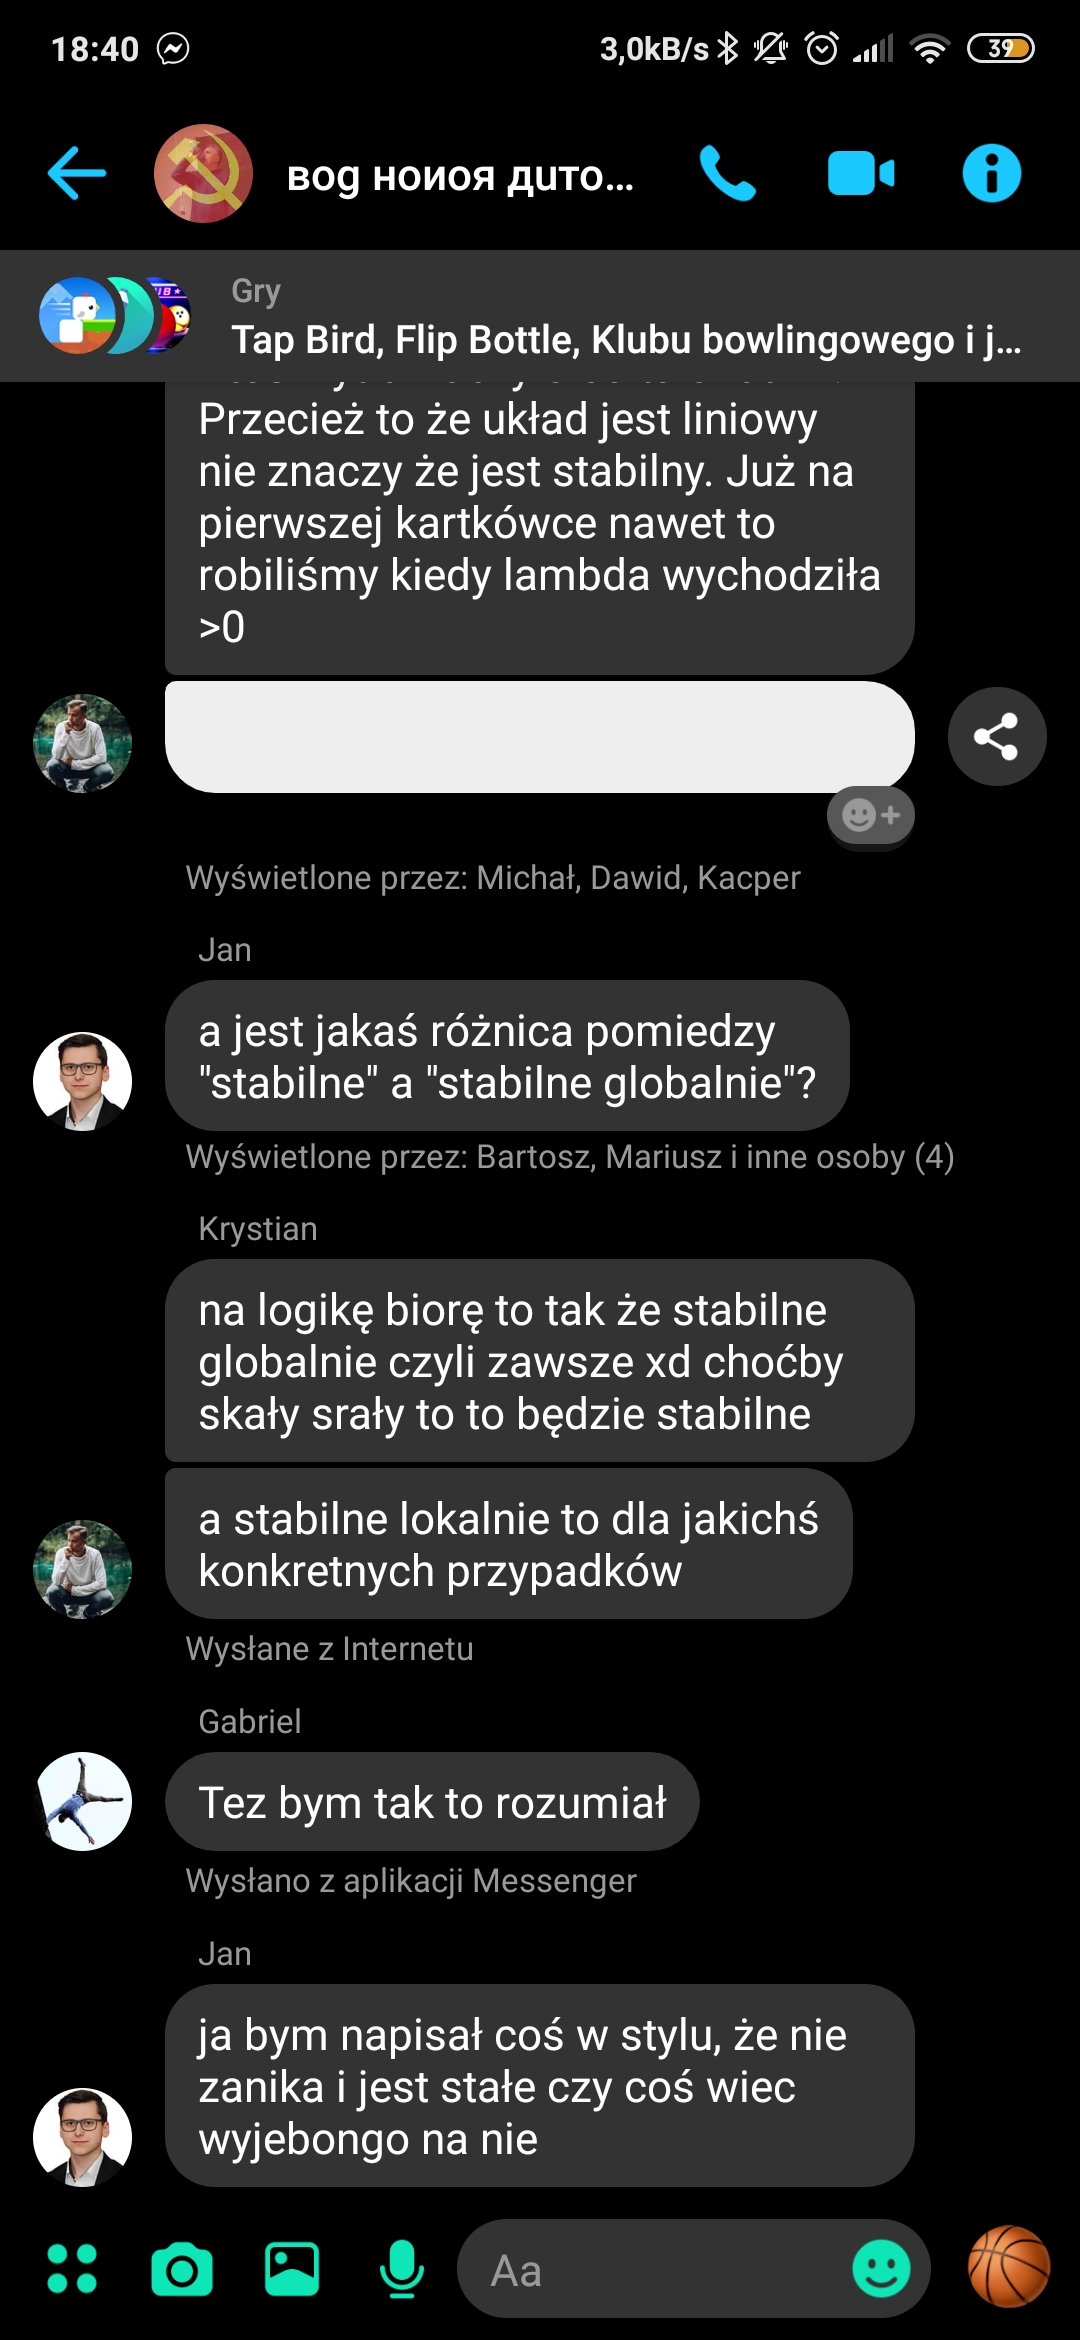 18:40
3,0kB/s
39
вog нoиoя диτo...
Gry
Tap Bird, Flip Bottle, Klubu bowlingowego i j...
Przecież to że układ jest liniowy
nie znaczy że jest stabilny. Już na
pierwszej kartkówce nawet to
robiliśmy kiedy lambda wychodziła
>0
Wyświetlone przez: Michał, Dawid, Kacper
Jan
a jest jakaś różnica pomiedzy
"stabilne" a "stabilne globalnie"?
Wyświetlone przez: Bartosz, Mariusz i inne osoby (4)
Krystian
na logikę biorę to tak że stabilne
globalnie czyli zawsze xd choćby
skały srały to to będzie stabilne
a stabilne lokalnie to dla jakichś
konkretnych przypadków
Wysłane z Internetu
Gabriel
Tez bym tak to rozumiał
Wysłano z aplikacji Messenger
Jan
ja bym napisał coś w stylu, że nie
zanika i jest stałe czy coś wiec
wyjebongo na nie
Aa